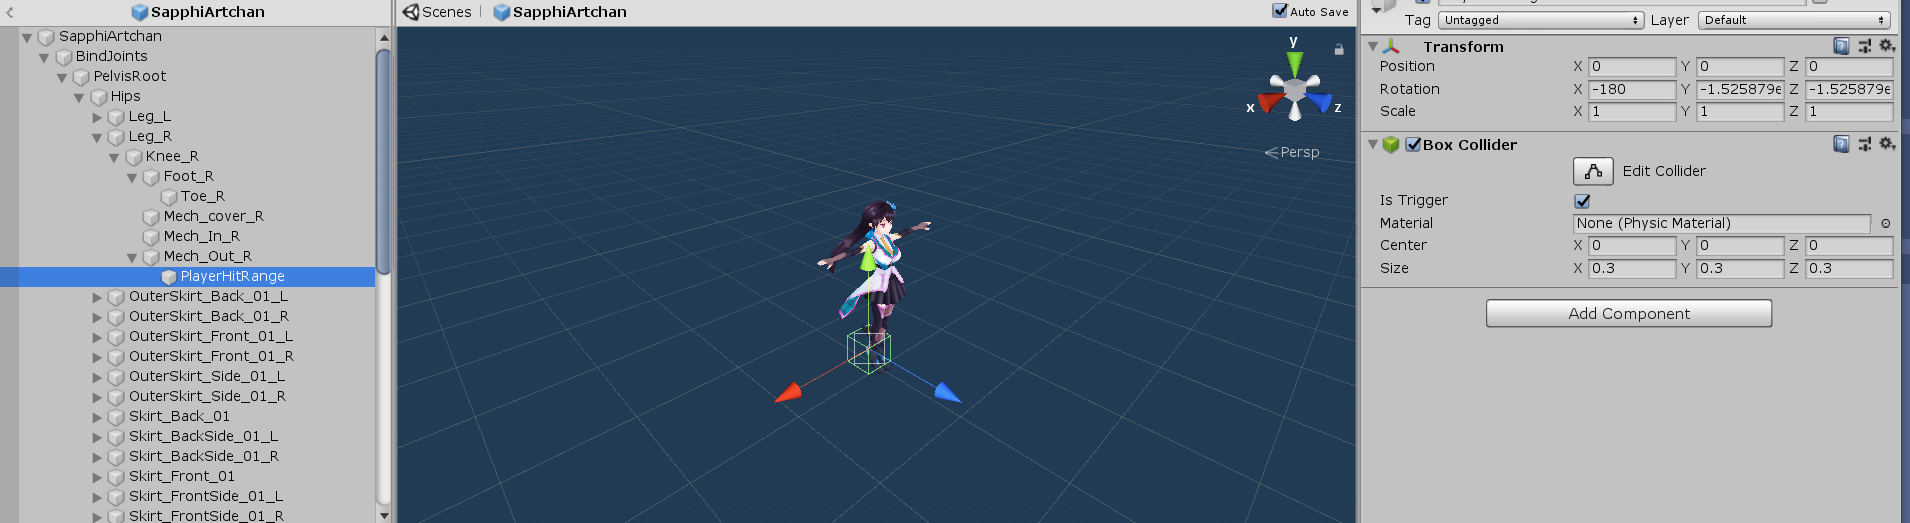 SapphiArtchan
SapphiArtchan
BindJoints
PelvisRoot
Hips
Leg_L
Leg_R
Knee_R
Foot_R
Toe_R
Mech_cover_R
Mech_In_R
Mech_Out_R
PlayerHitRange
OuterSkirt_Back_01_L
OuterSkirt_Back_01_R
OuterSkirt_Front_01_L
OuterSkirt_Front_01_R
OuterSkirt_Side_01_L
OuterSkirt_Side_01_R
Skirt_Back_01
Skirt_BackSide_01_L
Skirt_BackSide_01_R
Skirt_Front_01
Skirt_FrontSide_01_L
Skirt_FrontSide_01_R
Scenes SapphiArtchan Auto Save
y
x z
Persp
Tag Untagged Layer Default
Transform
Position X 0 Y 0 Z 0
Rotation X -180 Y -1.525879e Z -1.525879e
Scale X 1 Y 1 Z 1
Box Collider
Edit Collider
Is Trigger
Material None (Physic Material)
Center X 0 Y 0 Z 0
Size X 0.3 Y 0.3 Z 0.3
Add Component